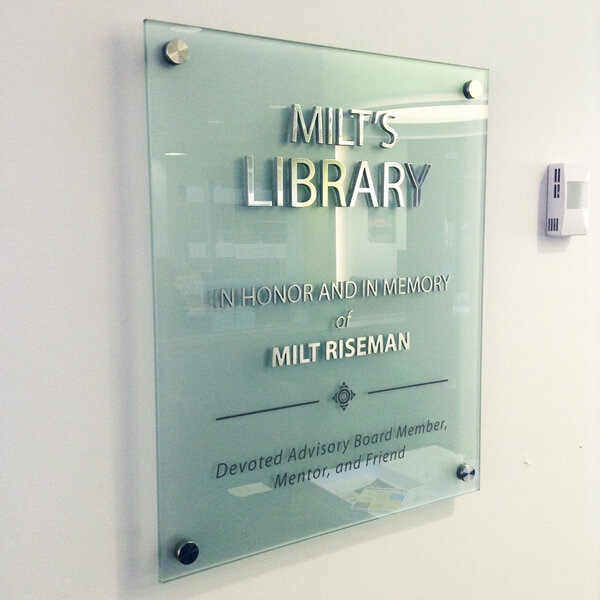 MILT'S
LIBRARY
IN HONOR AND IN MEMORY
of
MILT RISEMAN
Devoted Advisory Board Member,
Mentor, and Friend